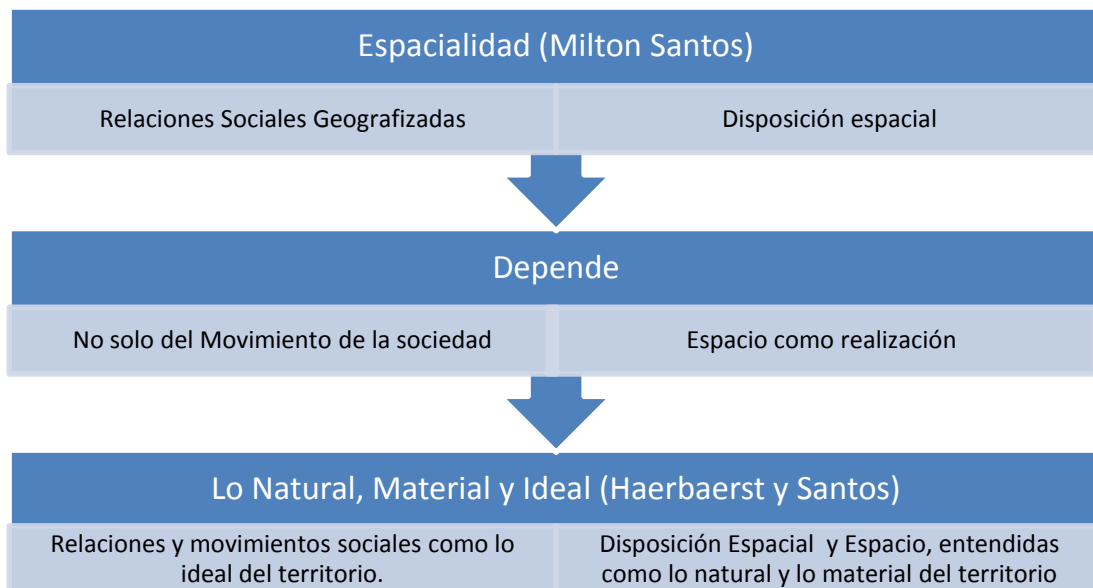 Espacialidad (Milton Santos)
Relaciones Sociales Geografizadas
Disposición espacial
Depende
No solo del Movimiento de la sociedad
Espacio como realización
Lo Natural, Material y Ideal (Haerbaerst y Santos)
Relaciones y movimientos sociales como lo
ideal del territorio.
Disposición Espacial y Espacio, entendidas
como lo natural y lo material del territorio